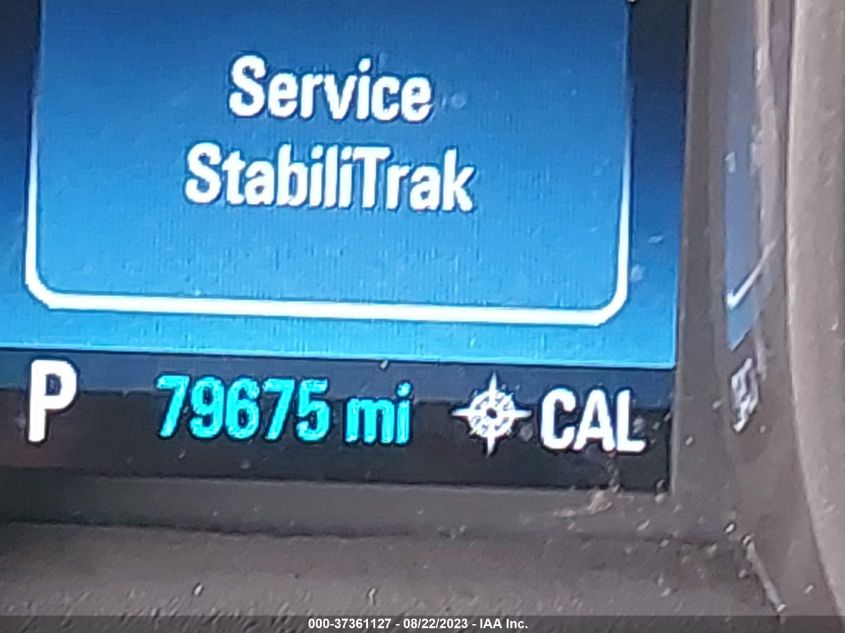 Service
StabiliTrak
P 79675 mi CAL
000-37361127 - 08/22/2023 - IAA Inc.